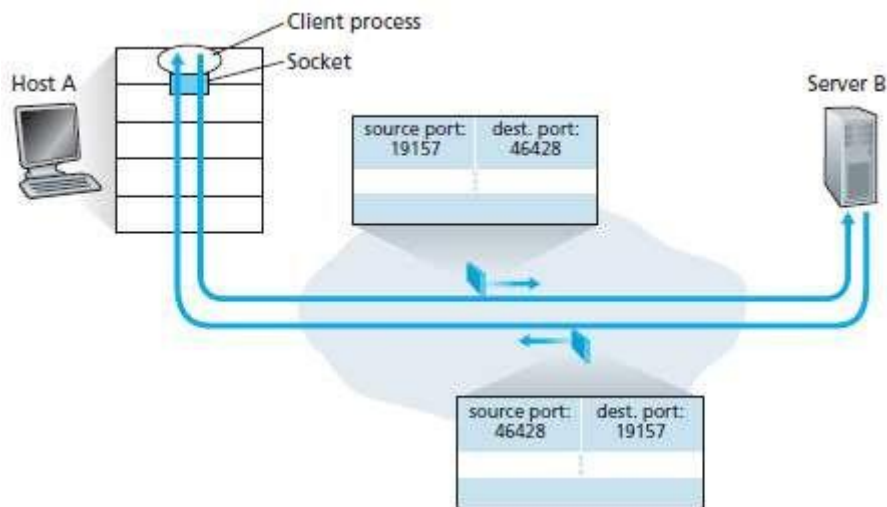 Client process
Socket
Host A
Server B
source port:
19157
dest. port:
46428
source port:
46428
dest. port:
19157